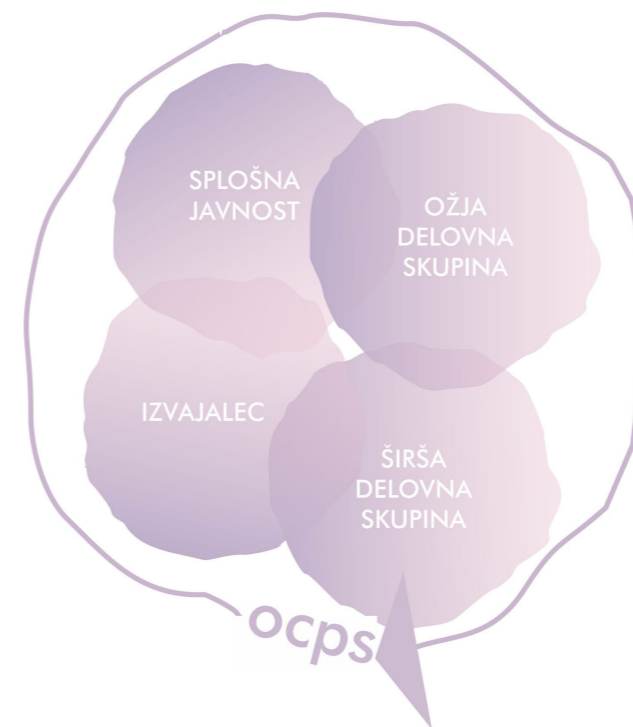 SPLOŠNA
JAVNOST
OŽJA
DELOVNA
SKUPINA
IZVAJALEC
ŠIRŠA
DELOVNA
SKUPINA
ocps